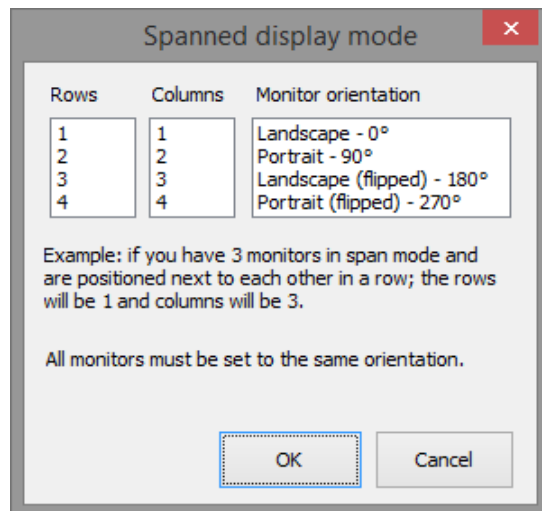 Spanned display mode
Rows Columns Monitor orientation
1 1 Landscape - 0°
2 2 Portrait - 90°
3 3 Landscape (flipped) - 180°
4 4 Portrait (flipped) - 270°
Example: if you have 3 monitors in span mode and
are positioned next to each other in a row; the rows
will be 1 and columns will be 3.
All monitors must be set to the same orientation.
OK Cancel